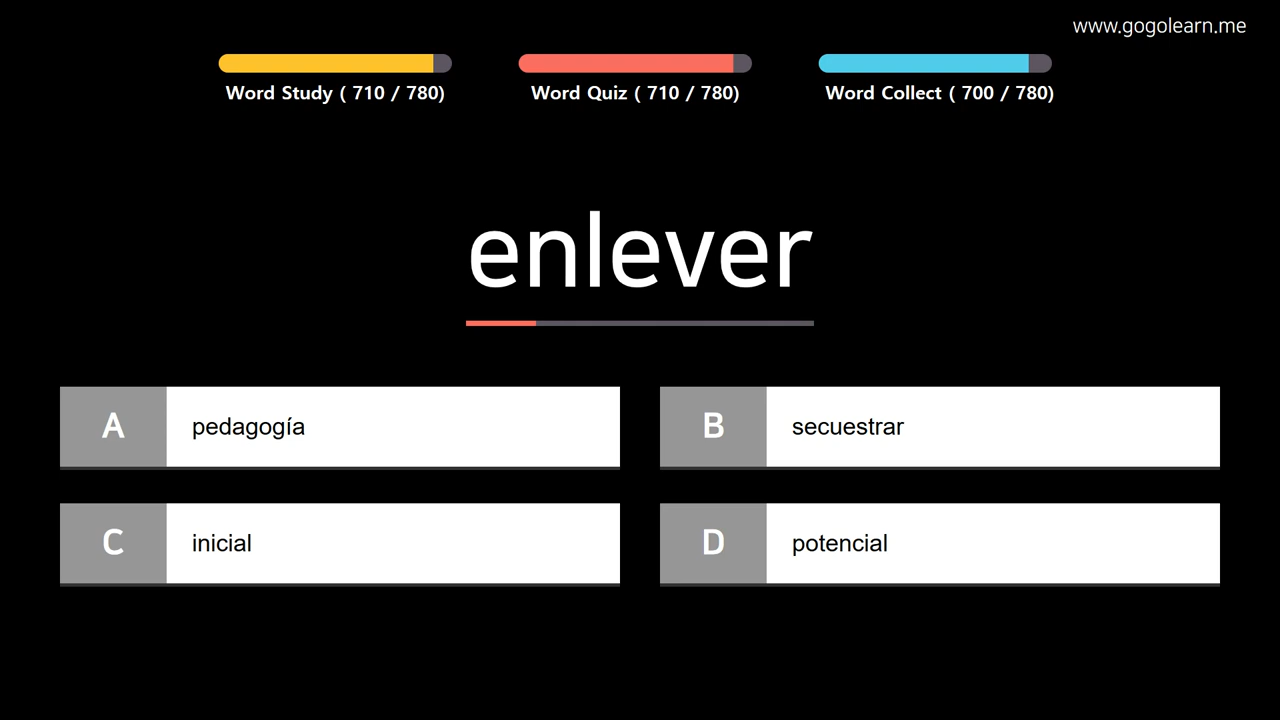 www.gogolearn.me
Word Study ( 710 / 780)
Word Quiz ( 710 / 780)
Word Collect ( 700 / 780)
enlever
A pedagogía
B secuestrar
C inicial
D potencial